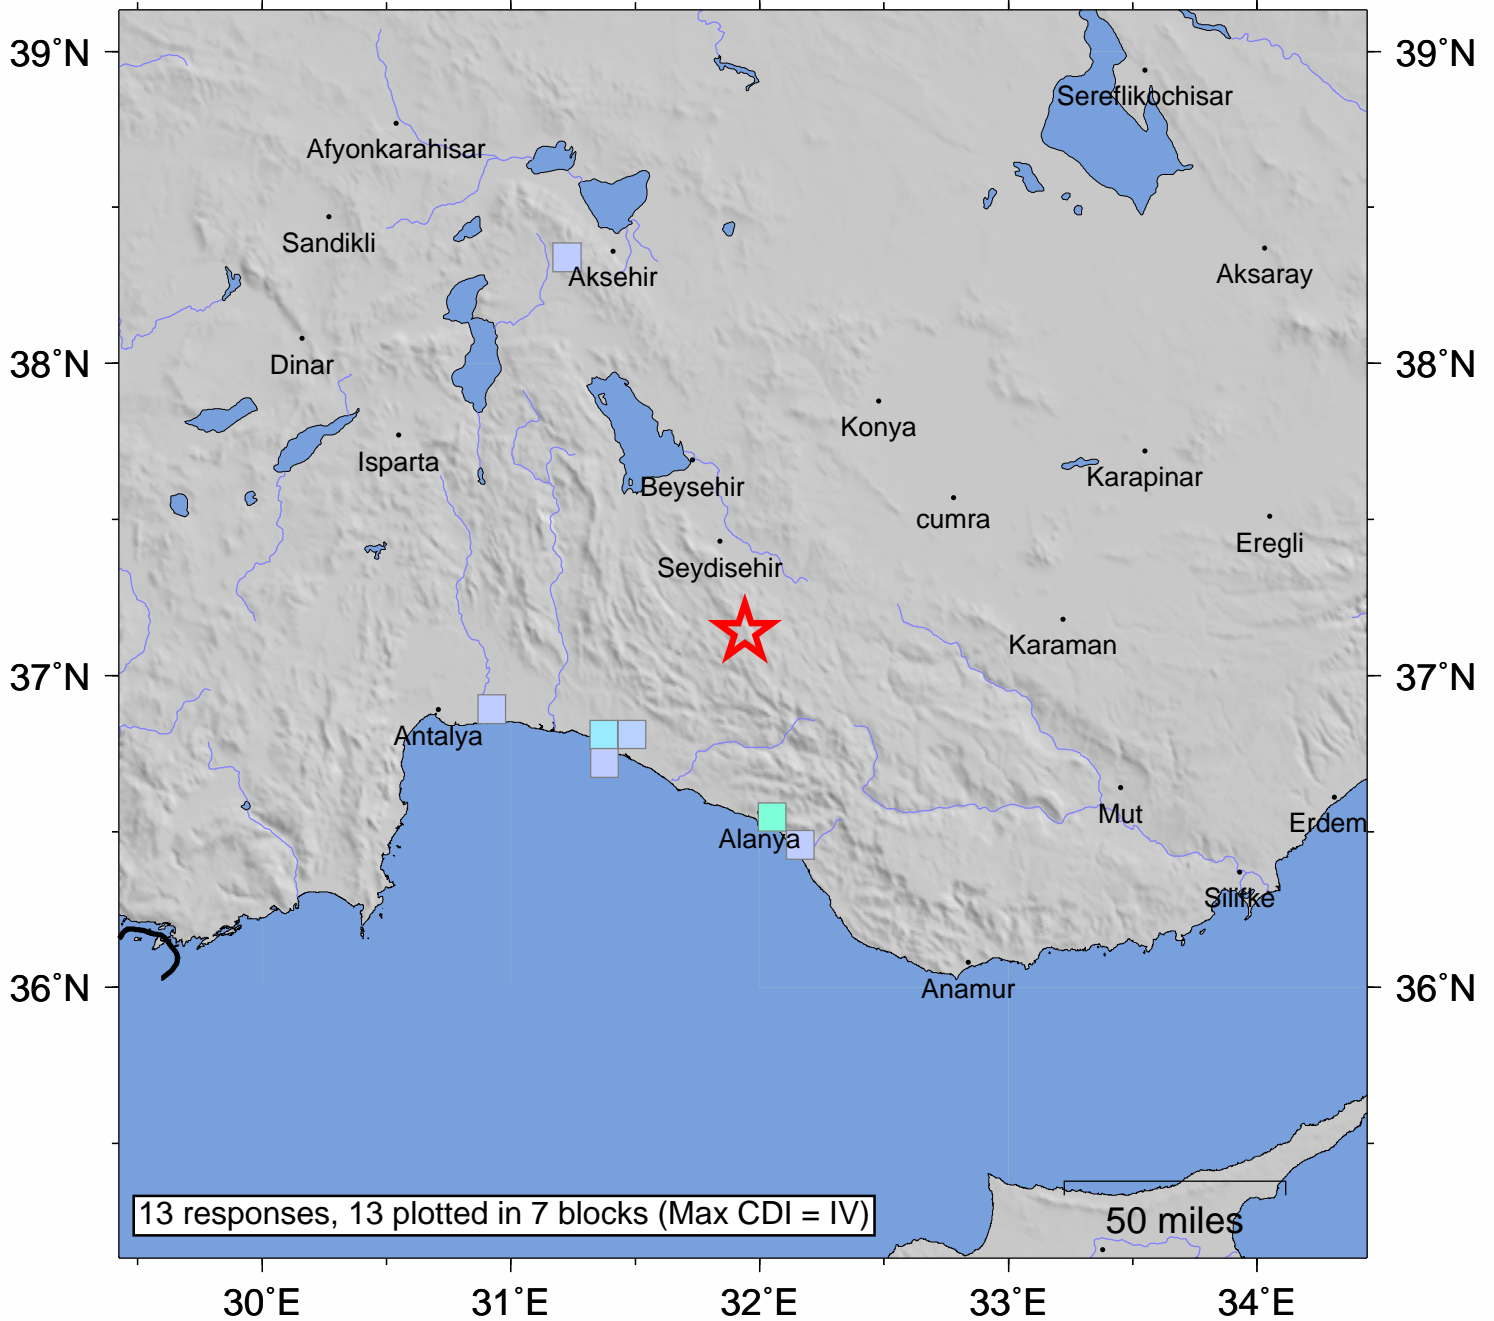 39°N
39°N
Sereflikochisar
Afyonkarahisar
Sandikli
Aksehir
Aksaray
38°N
38°N
Dinar
Konya
Isparta
Karapinar
Beysehir
cumra
Eregli
Seydisehir
Karaman
37°N
37°N
Antalya
Mut
Erdem
Alanya
Silifke
36°N
36°N
Anamur
13 responses, 13 plotted in 7 blocks (Max CDI = IV)
50 miles
30°E
31°E
32°E
33°E
34°E